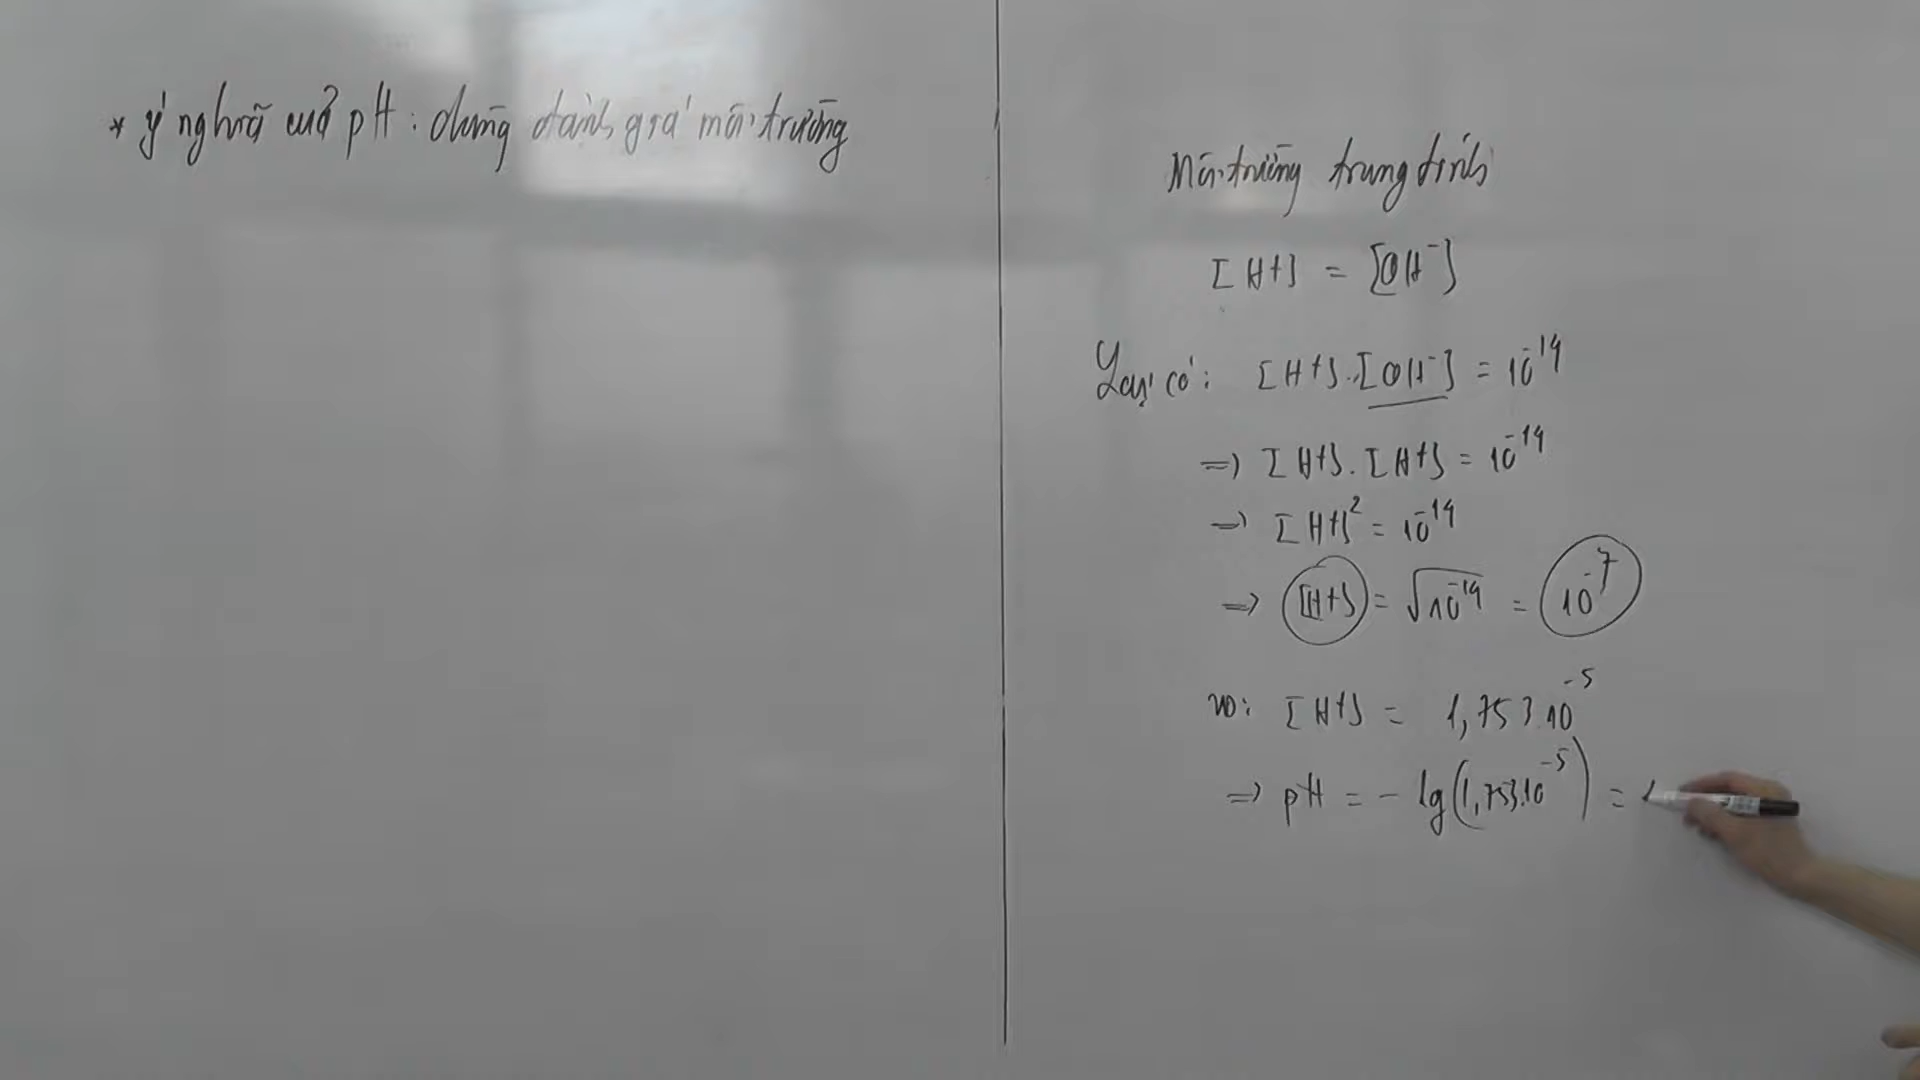 * Ý nghĩa của pH : dùng đánh giá môi trường
Môi trường trung tính
[H+] = [OH⁻]
Lại có : [H+].[OH⁻] = 10⁻¹⁴
=> [H+].[H+] = 10⁻¹⁴
=> [H+]² = 10⁻¹⁴
=> [H+] = √10⁻¹⁴ = 10⁻⁷
VD: [H+] = 1,753.10⁻⁵
=> pH = - lg(1,753.10⁻⁵) =